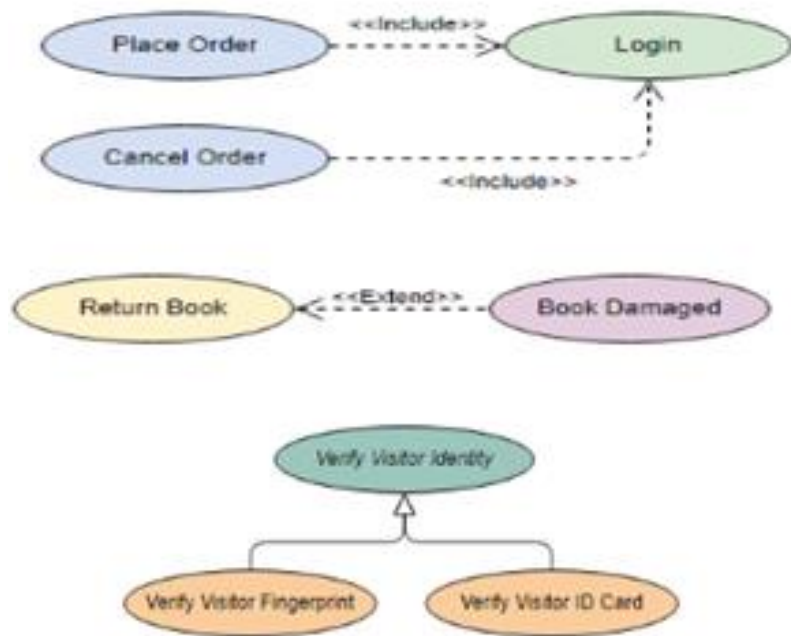 <<Include>>
Place Order
Login
Cancel Order
<<Include>>
<<Extend>>
Return Book
Book Damaged
Verify Visitor Identity
Verify Visitor Fingerprint
Verify Visitor ID Card